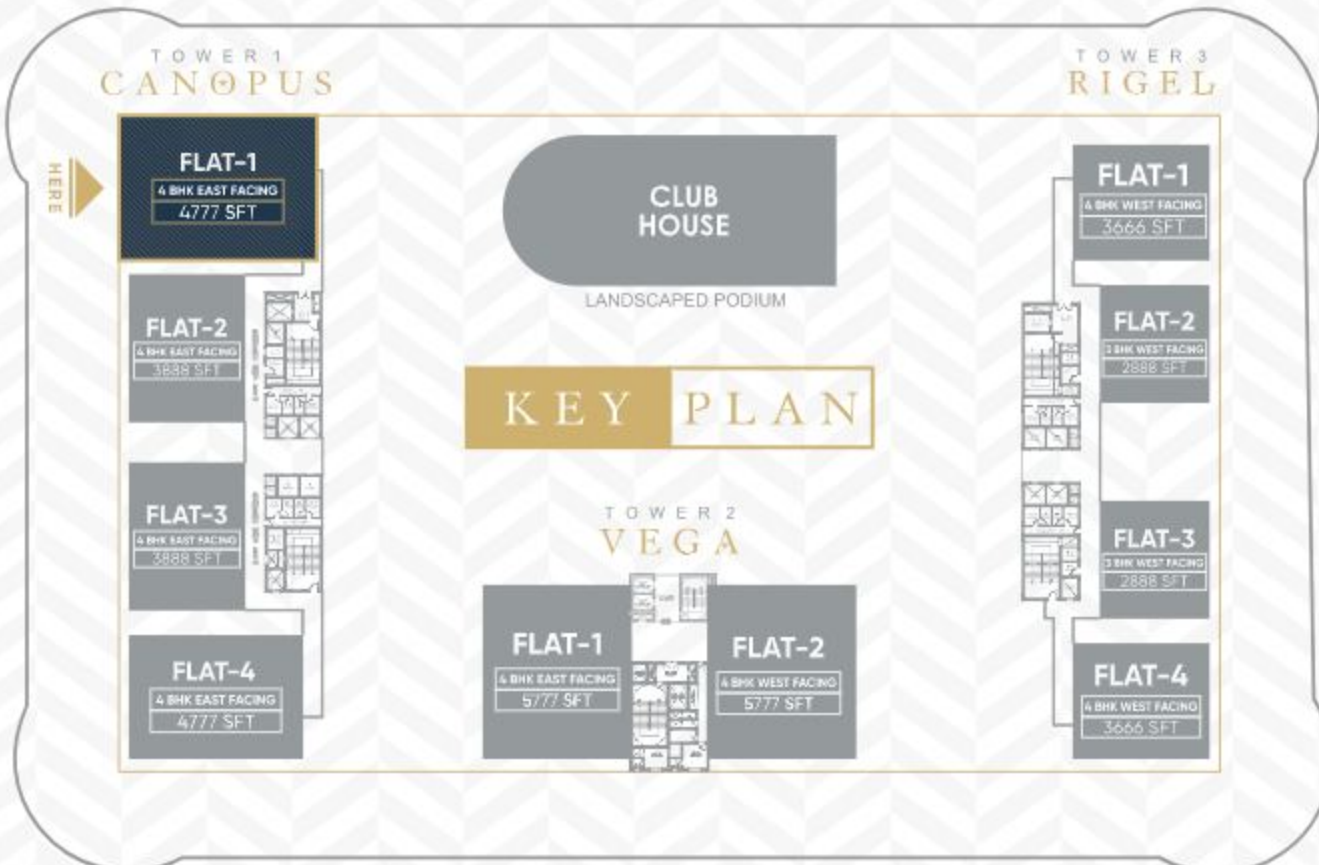 TOWER 1
CANOPUS
TOWER 3
RIGEL
HERE
FLAT-1
4 BHK EAST FACING
4777 SFT
CLUB
HOUSE
LANDSCAPED PODIUM
FLAT-1
4 BHK WEST FACING
3666 SFT
FLAT-2
4 BHK EAST FACING
3888 SFT
FLAT-2
3 BHK WEST FACING
2888 SFT
KEY PLAN
FLAT-3
4 BHK EAST FACING
3888 SFT
TOWER 2
VEGA
FLAT-3
3 BHK WEST FACING
2888 SFT
FLAT-4
4 BHK EAST FACING
4777 SFT
FLAT-1
4 BHK EAST FACING
5777 SFT
FLAT-2
4 BHK WEST FACING
5777 SFT
FLAT-4
4 BHK WEST FACING
3666 SFT